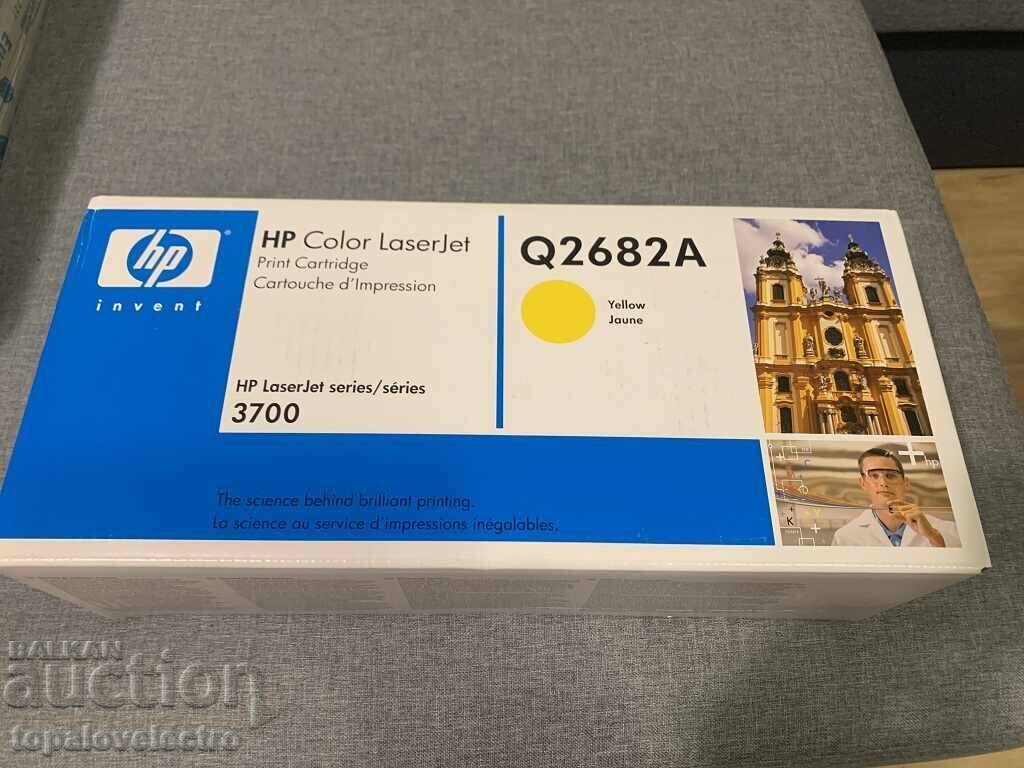 hp
invent
HP Color LaserJet
Print Cartridge
Cartouche d'Impression
HP LaserJet series/séries
3700
Q2682A
Yellow
Jaune
The science behind brilliant printing.
La science au service d'impressions inégalables.
+hp
K
BALKAN
auction
topalovelectro